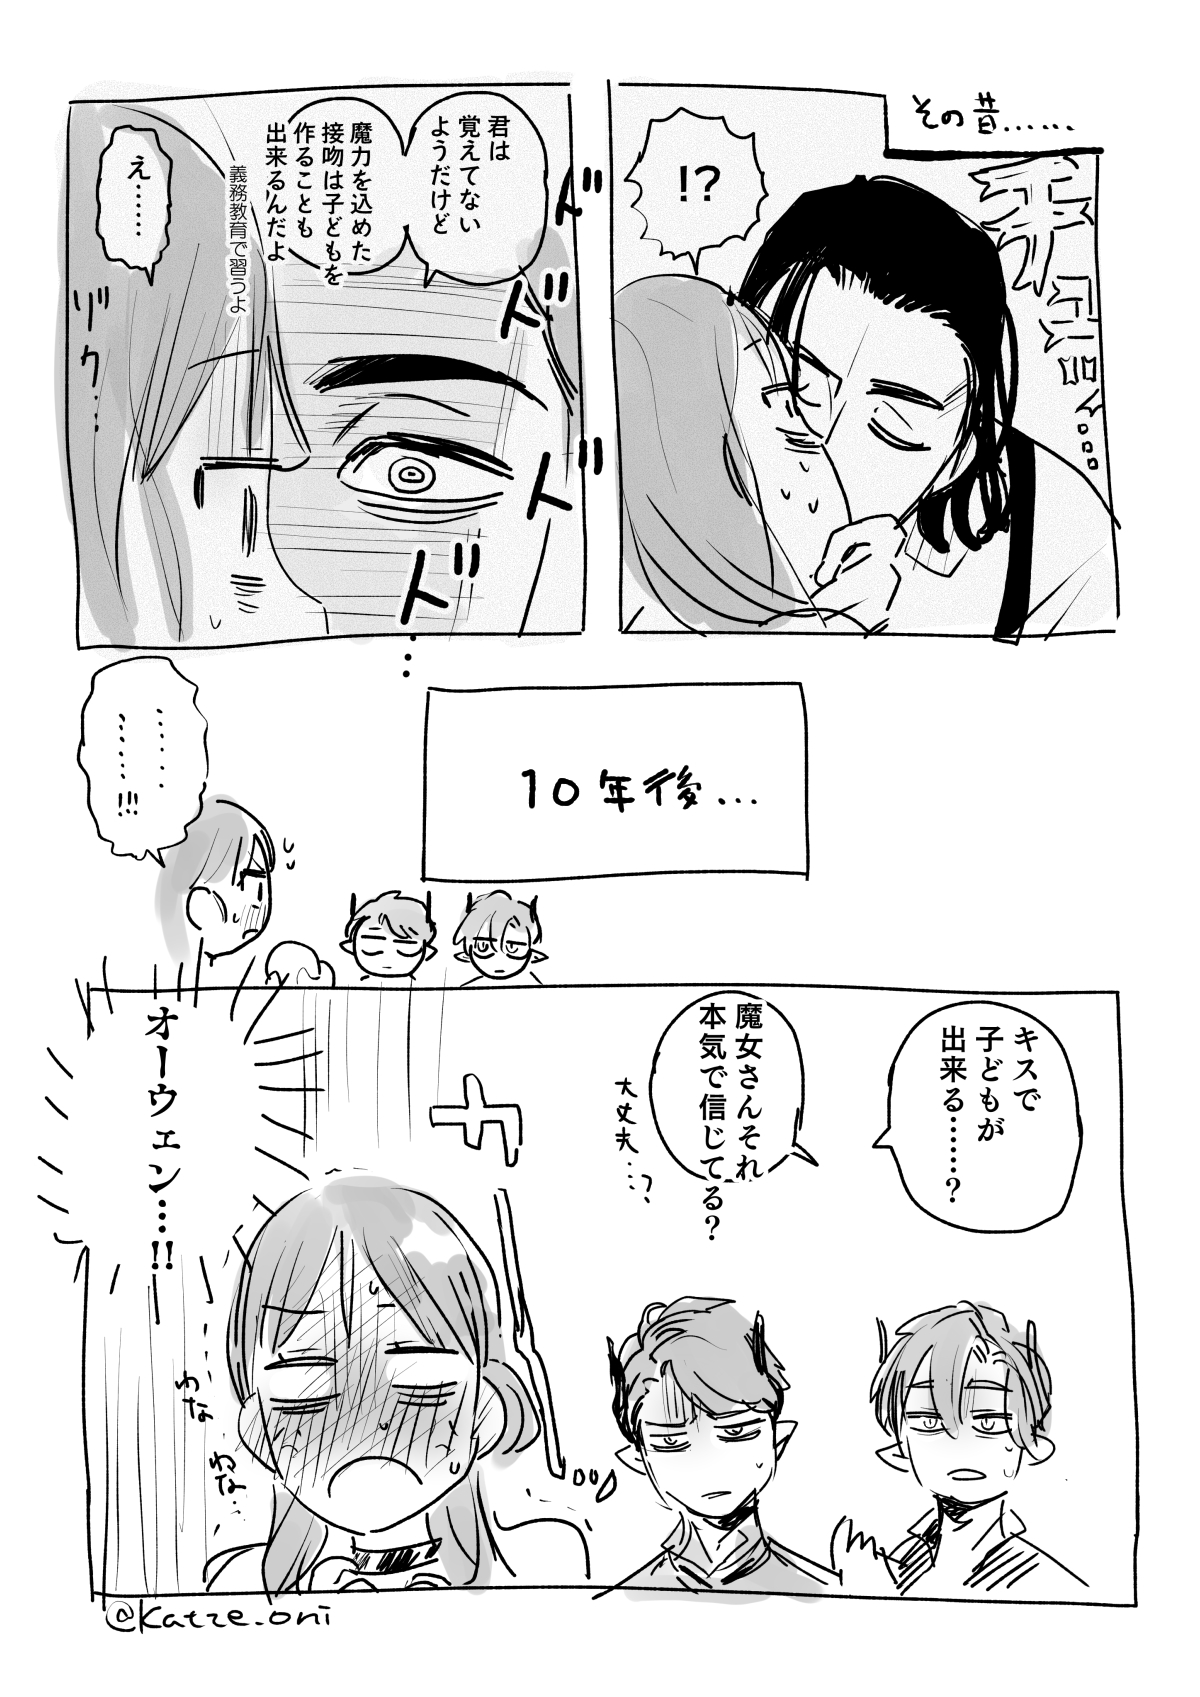 その昔……
!?
君は
覚えてない
ようだけど
魔力を込めた
接吻は子どもを
作ることも
出来るんだよ
義務教育で習うよ
え……
ゾク…
ド
ド
ド
10年後…
……
……!!!
キスで
子どもが
出来る……?
魔女さんそれ
本気で信じてる?
大丈夫…?
オーウェン…!!
わな
わな…
@katze_oni